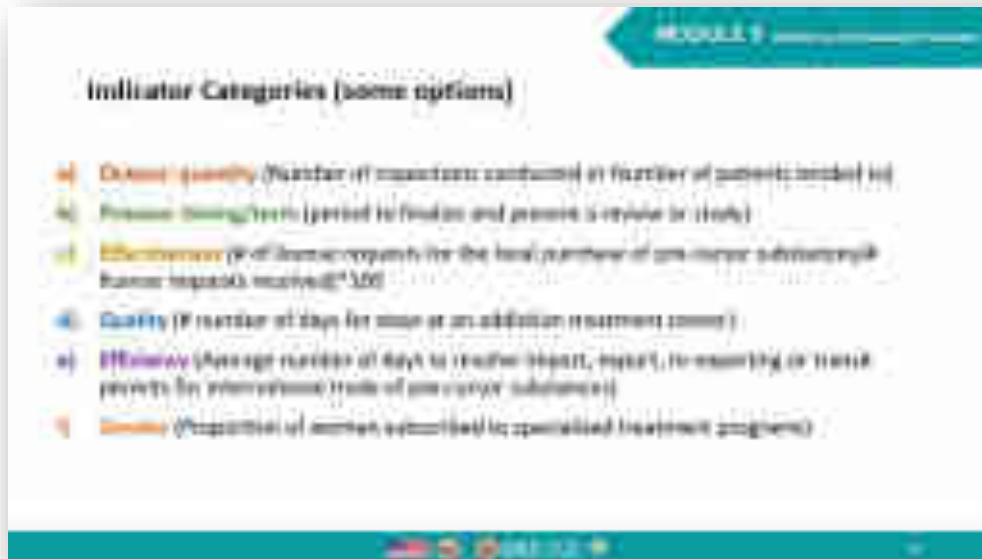 MODULE
Indicator Categories (some options)
a) Output quantity (Number of inspections conducted or Number of patients tended to)
b) Process timing/term (period to finalize and present a review or study)
c) Effectiveness (# of license requests for the local purchase of pre-cursor substances/#
license requests received)*100
d) Quality (# number of days for stays at an addiction treatment center)
e) Efficiency (Average number of days to resolve import, export, re-exporting or transit
permits for international trade of precursor substances)
f) Gender (Proportion of women subscribed to specialized treatment programs)